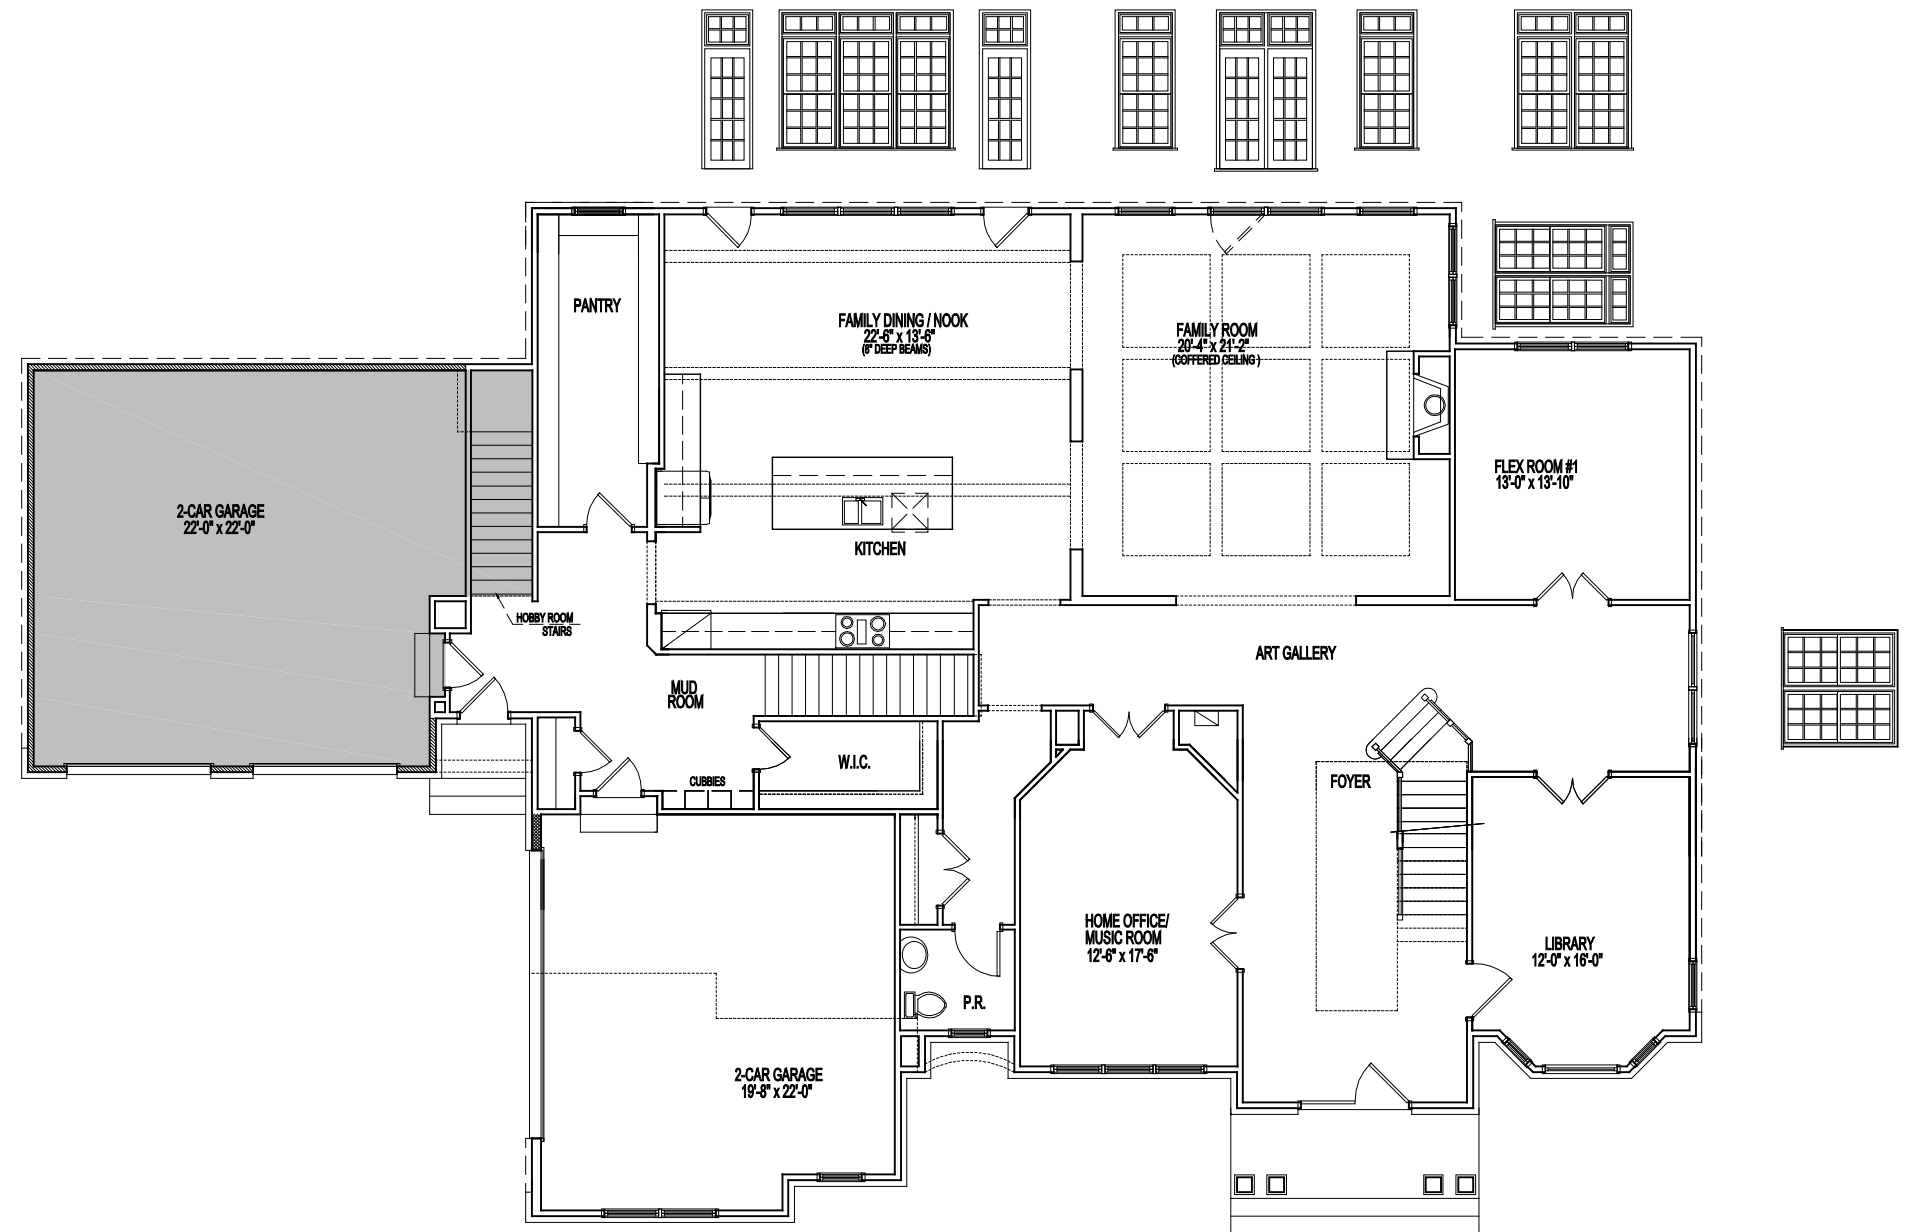 PANTRY
FAMILY DINING / NOOK
22'-6" x 13'-6"
(6" DEEP BEAMS)
FAMILY ROOM
20'-4" x 21'-2"
(COFFERED CEILING )
FLEX ROOM #1
13'-0" x 13'-10"
2-CAR GARAGE
22'-0" x 22'-0"
KITCHEN
HOBBY ROOM
STAIRS
ART GALLERY
MUD
ROOM
W.I.C.
CUBBIES
FOYER
HOME OFFICE/
MUSIC ROOM
12'-6" x 17'-6"
LIBRARY
12'-0" x 16'-0"
P.R.
2-CAR GARAGE
19'-8" x 22'-0"